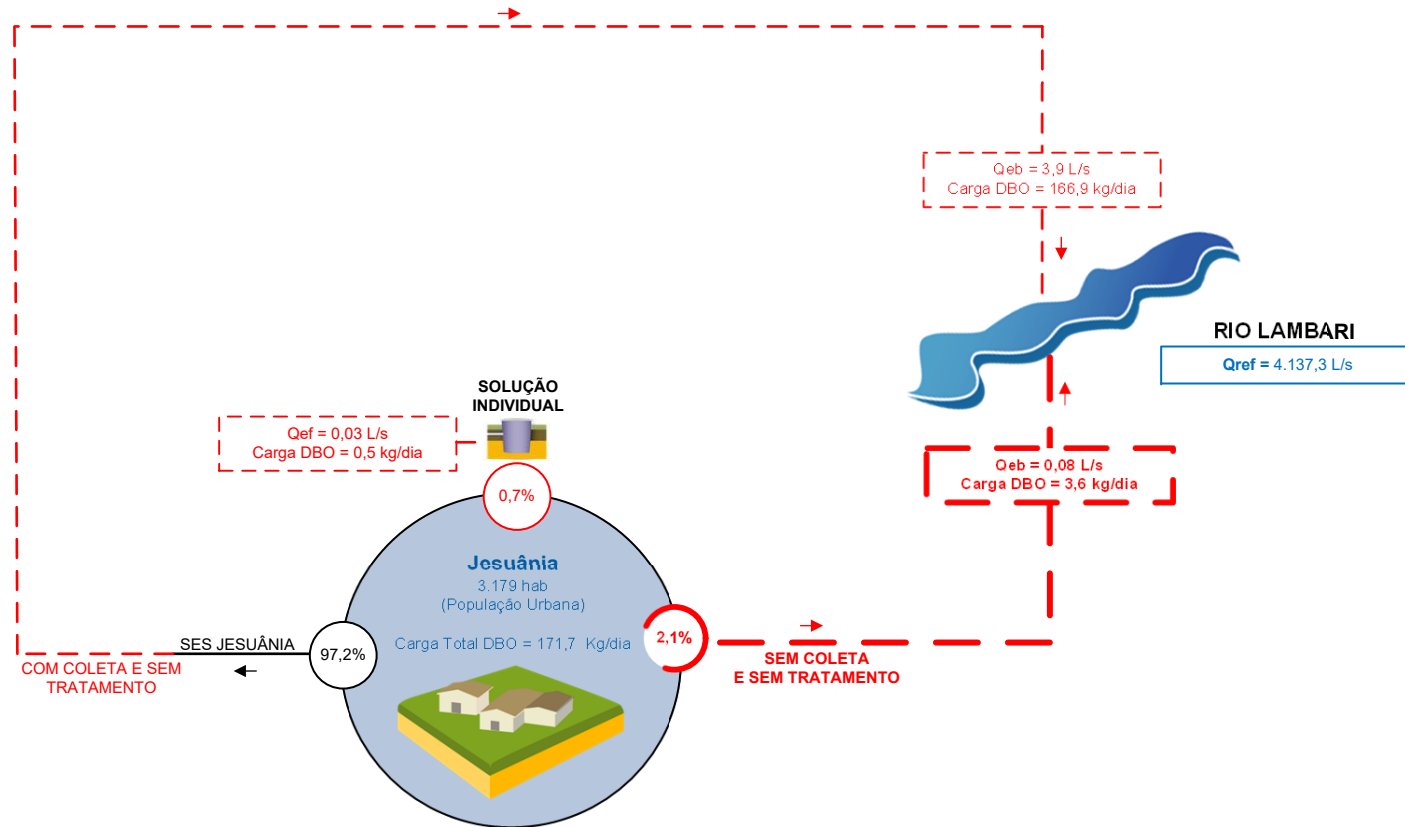 Qeb = 3,9 L/s
Carga DBO = 166,9 kg/dia
RIO LAMBARI
Qref = 4.137,3 L/s
SOLUÇÃO
INDIVIDUAL
Qef = 0,03 L/s
Carga DBO = 0,5 kg/dia
Qeb = 0,08 L/s
Carga DBO = 3,6 kg/dia
0,7%
Jesuânia
3.179 hab
(População Urbana)
Carga Total DBO = 171,7 Kg/dia
2,1%
SEM COLETA
E SEM TRATAMENTO
97,2%
SES JESUÂNIA
COM COLETA E SEM
TRATAMENTO